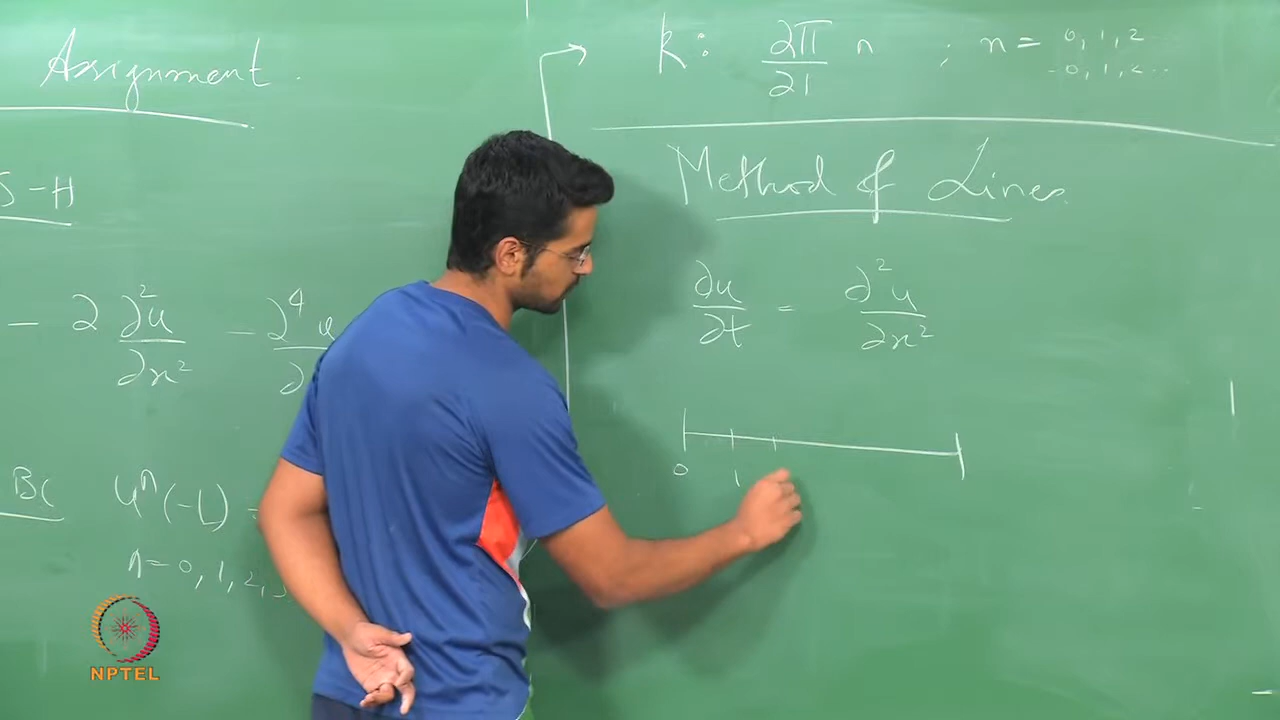 Assignment.
S-H
- 2 ∂²u/∂x² - ∂⁴u/∂
BC uⁿ(-L) =
n = 0, 1, 2, 3
k: 2π/2l n ; n = 0, 1, 2..
-0, 1, 2...
Method of Lines
∂u/∂t = ∂²u/∂x²
0 1
NPTEL